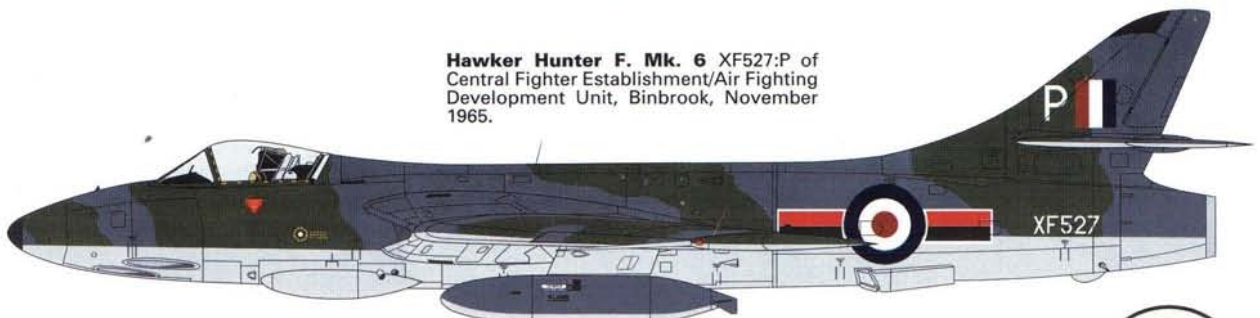 Hawker Hunter F. Mk. 6 XF527:P of
Central Fighter Establishment/Air Fighting
Development Unit, Binbrook, November
1965.
P
XF527